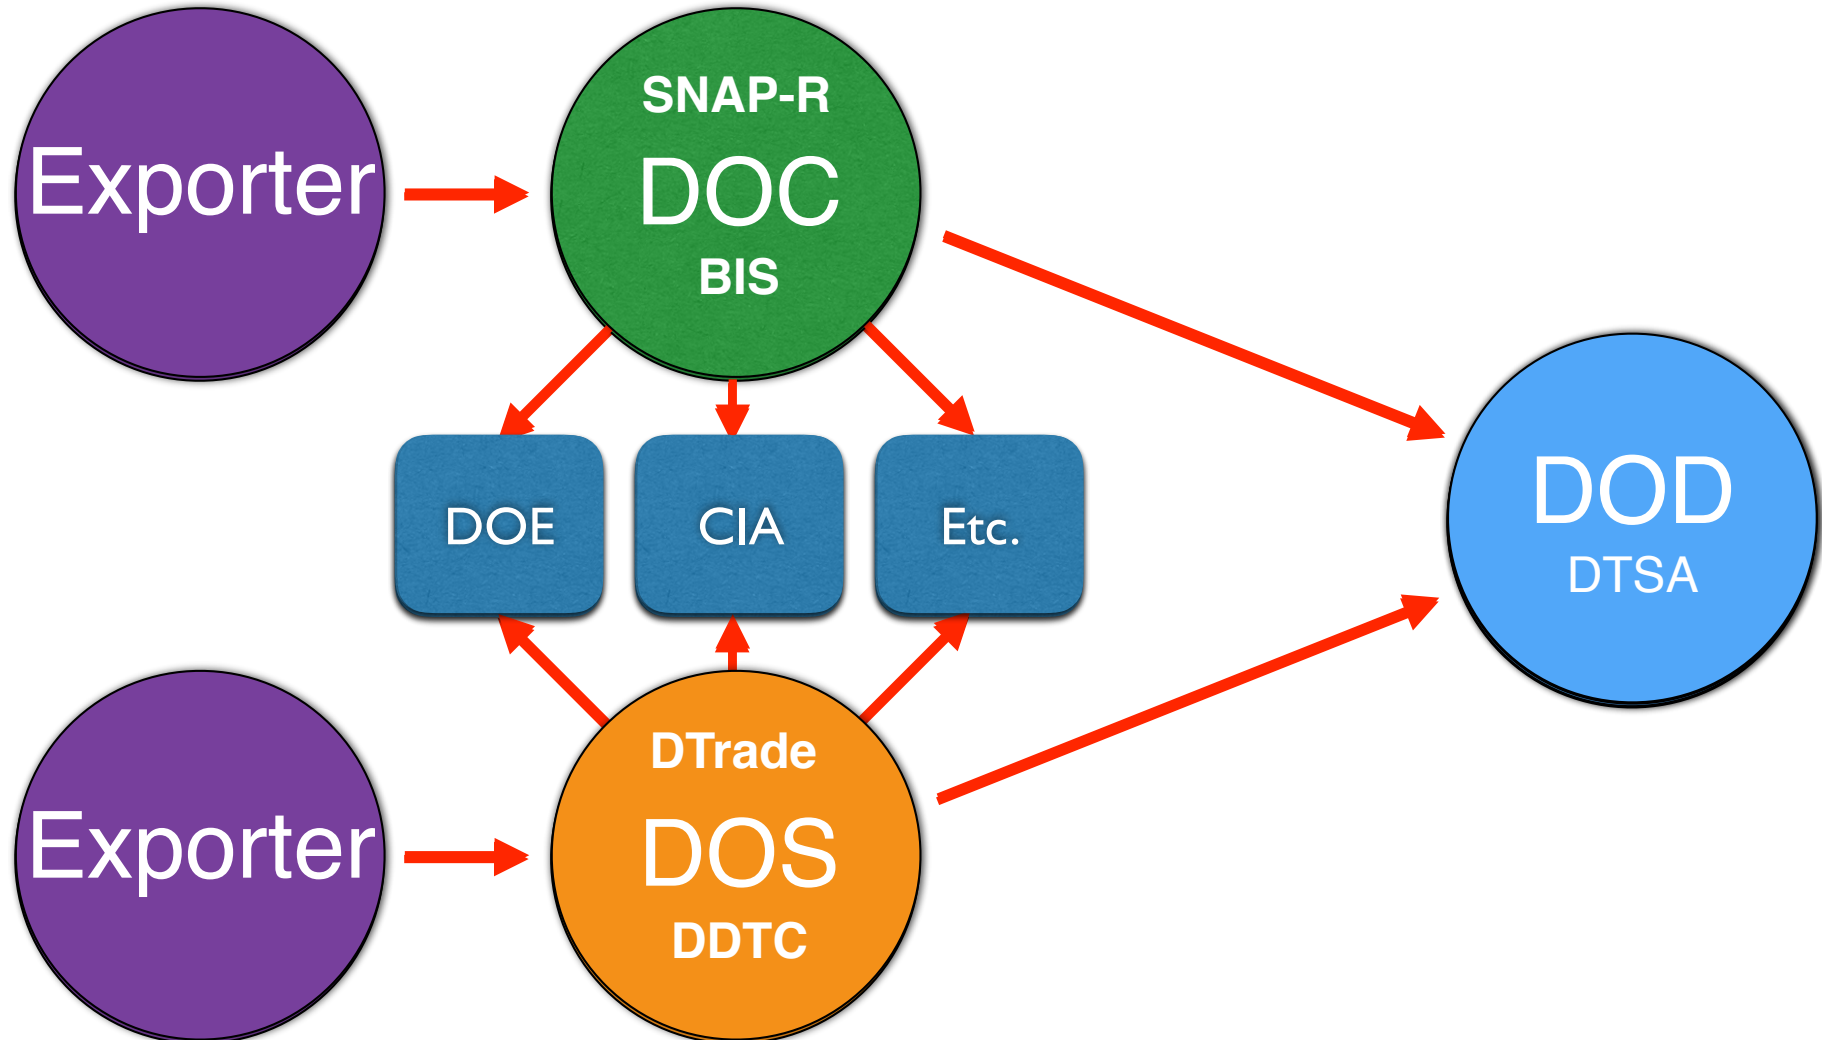 Exporter
SNAP-R
DOC
BIS
DOE
CIA
Etc.
DOD
DTSA
Exporter
DTrade
DOS
DDTC